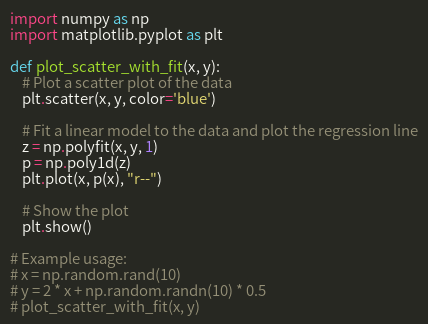 import numpy as np
import matplotlib.pyplot as plt

def plot_scatter_with_fit(x, y):
    # Plot a scatter plot of the data
    plt.scatter(x, y, color='blue')

    # Fit a linear model to the data and plot the regression line
    z = np.polyfit(x, y, 1)
    p = np.poly1d(z)
    plt.plot(x, p(x), "r--")

    # Show the plot
    plt.show()

# Example usage:
# x = np.random.rand(10)
# y = 2 * x + np.random.randn(10) * 0.5
# plot_scatter_with_fit(x, y)